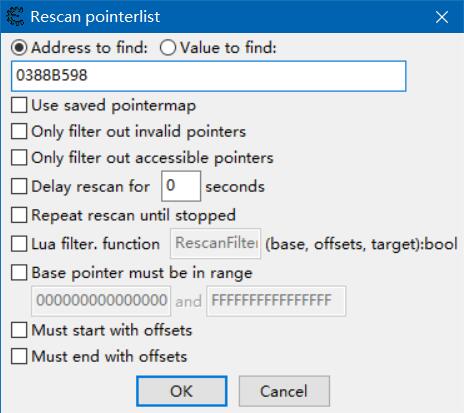 Rescan pointerlist
Address to find: Value to find:
0388B598
Use saved pointermap
Only filter out invalid pointers
Only filter out accessible pointers
Delay rescan for 0 seconds
Repeat rescan until stopped
Lua filter. function RescanFilter (base, offsets, target):bool
Base pointer must be in range
000000000000000 and FFFFFFFFFFFFFFFF
Must start with offsets
Must end with offsets
OK Cancel